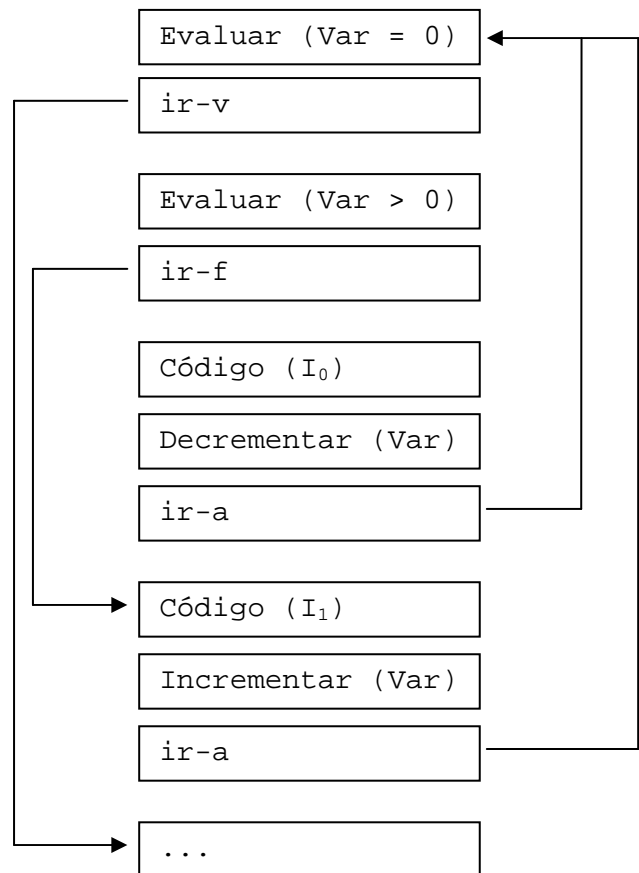 Evaluar (Var = 0)
ir-v
Evaluar (Var > 0)
ir-f
Código (I₀)
Decrementar (Var)
ir-a
Código (I₁)
Incrementar (Var)
ir-a
...